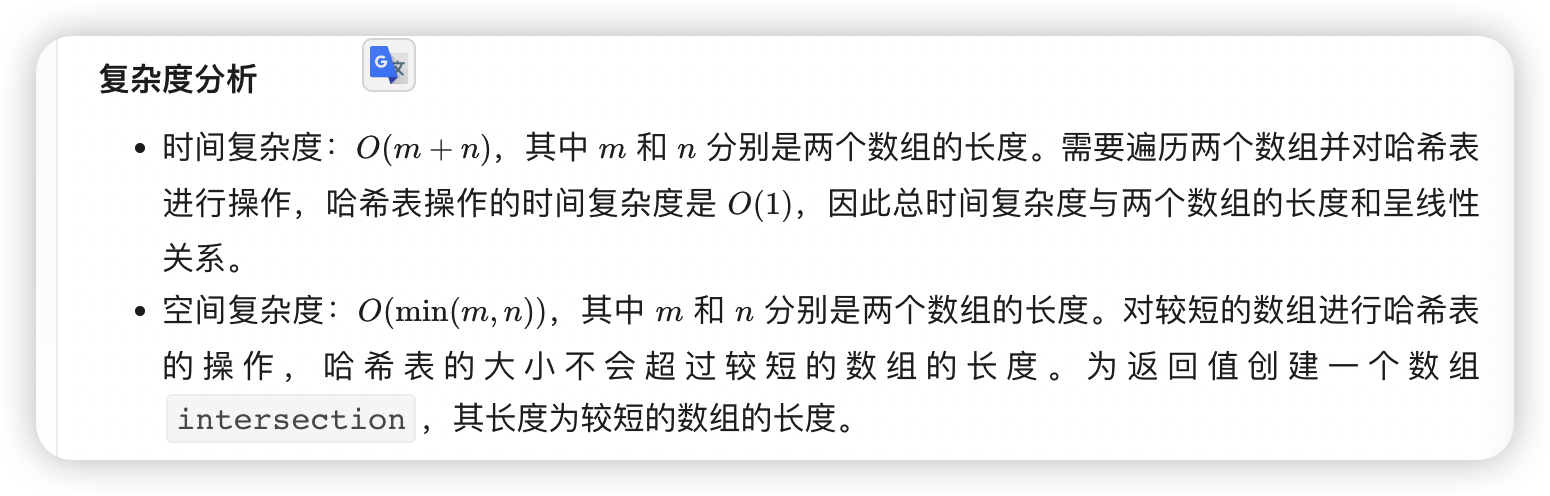 复杂度分析
G文
时间复杂度：O(m + n)，其中 m 和 n 分别是两个数组的长度。需要遍历两个数组并对哈希表
进行操作，哈希表操作的时间复杂度是 O(1)，因此总时间复杂度与两个数组的长度和呈线性
关系。
空间复杂度：O(min(m, n))，其中 m 和 n 分别是两个数组的长度。对较短的数组进行哈希表
的操作，哈希表的大小不会超过较短的数组的长度。为返回值创建一个数组
intersection，其长度为较短的数组的长度。